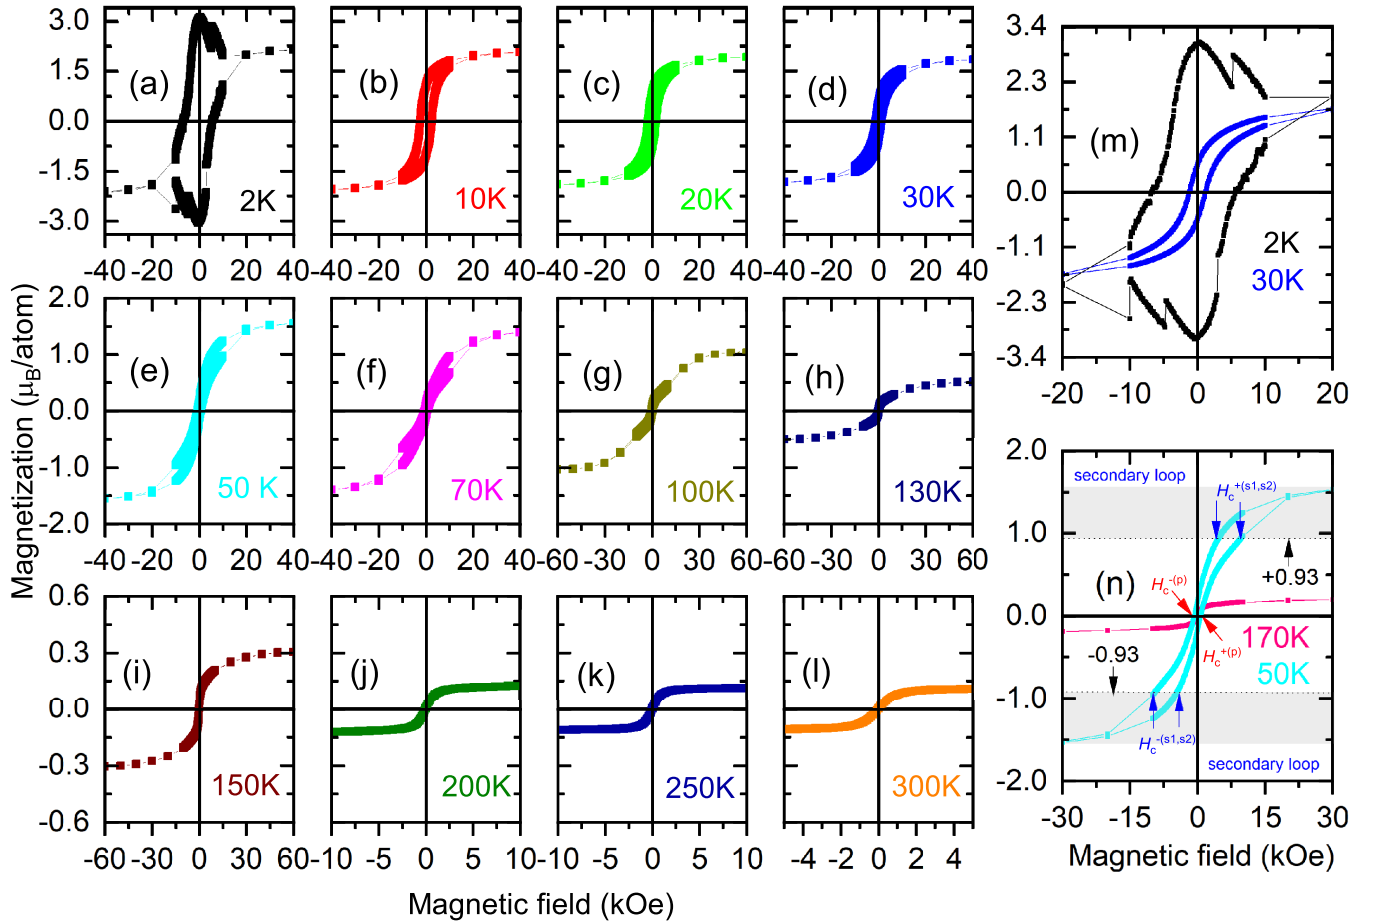 Magnetization (μB/atom)
3.0
1.5
0.0
-1.5
-3.0
(a)
2K
-40 -20 0 20 40
(b)
10K
-40 -20 0 20 40
(c)
20K
-40 -20 0 20 40
(d)
30K
-40 -20 0 20 40
2.0
1.0
0.0
-1.0
-2.0
(e)
50 K
-40 -20 0 20 40
(f)
70K
-40 -20 0 20 40
(g)
100K
-60 -30 0 30 60
(h)
130K
-60 -30 0 30 60
0.6
0.3
0.0
-0.3
-0.6
(i)
150K
-60 -30 0 30 60
(j)
200K
-10 -5 0 5 10
(k)
250K
-10 -5 0 5 10
(l)
300K
-4 -2 0 2 4
Magnetic field (kOe)
3.4
2.3
1.1
0.0
-1.1
-2.3
-3.4
(m)
2K
30K
-20 -10 0 10 20
2.0
1.0
0.0
-1.0
-2.0
secondary loop
Hc+(s1,s2)
+0.93
(n)
Hc-(p)
Hc+(p)
170K
50K
-0.93
Hc-(s1,s2)
secondary loop
-30 -15 0 15 30
Magnetic field (kOe)